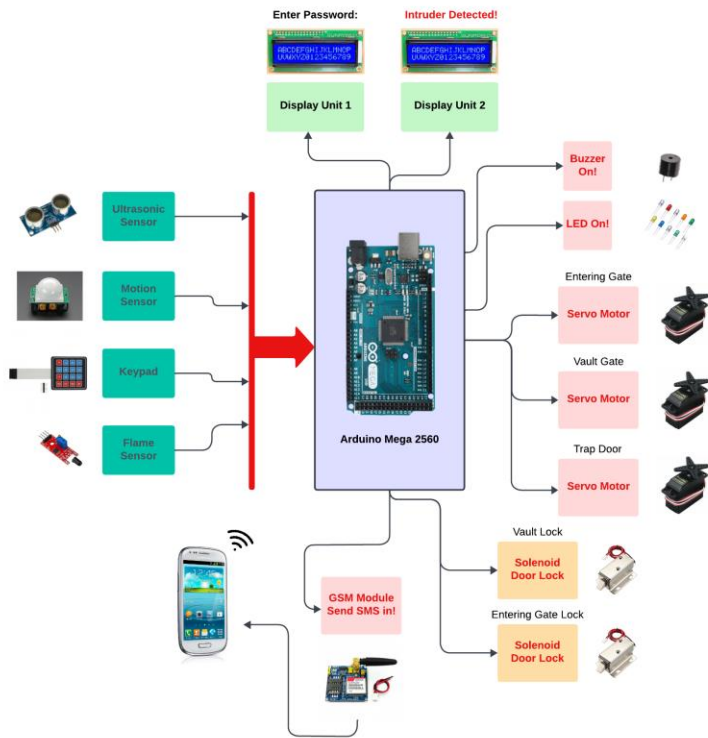 Enter Password:
Intruder Detected!
ABCDEFGHIJKLMNOP
UVWXYZ0123456789
ABCDEFGHIJKLMNOP
UVWXYZ0123456789
Display Unit 1
Display Unit 2
Buzzer
On!
LED On!
Ultrasonic
Sensor
Motion
Sensor
Keypad
Flame
Sensor
Arduino Mega 2560
Entering Gate
Servo Motor
Vault Gate
Servo Motor
Trap Door
Servo Motor
Vault Lock
Solenoid
Door Lock
Entering Gate Lock
Solenoid
Door Lock
GSM Module
Send SMS in!